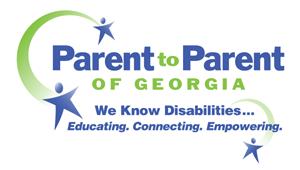 Parent to Parent
OF GEORGIA
We Know Disabilities...
Educating. Connecting. Empowering.